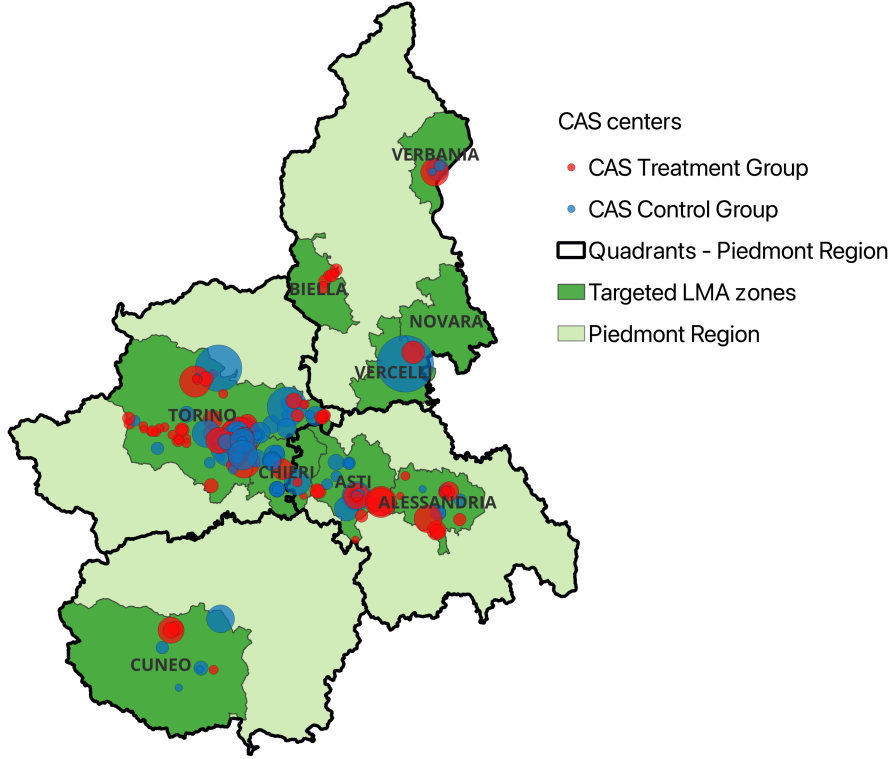 CAS centers
CAS Treatment Group
CAS Control Group
Quadrants - Piedmont Region
Targeted LMA zones
Piedmont Region
VERBANIA
BIELLA
NOVARA
VERCELLI
TORINO
CHIERI
ASTI
ALESSANDRIA
CUNEO